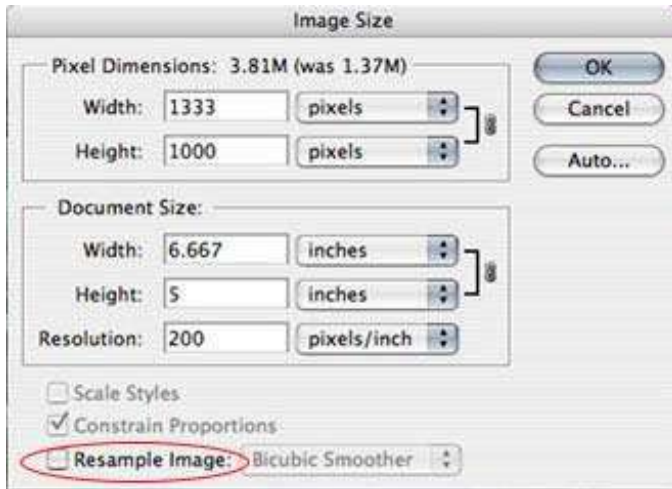 Image Size
Pixel Dimensions: 3.81M (was 1.37M)
Width: 1333 pixels
Height: 1000 pixels
OK
Cancel
Auto...
Document Size:
Width: 6.667 inches
Height: 5 inches
Resolution: 200 pixels/inch
Scale Styles
Constrain Proportions
Resample Image: Bicubic Smoother